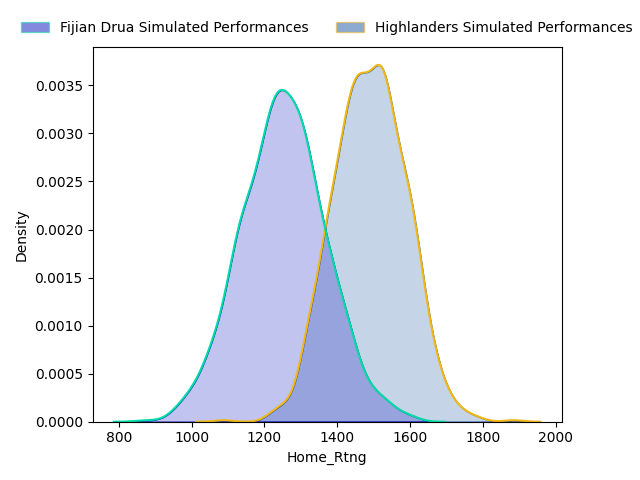 Fijian Drua Simulated Performances Highlanders Simulated Performances
Density
0.0035
0.0030
0.0025
0.0020
0.0015
0.0010
0.0005
0.0000
800 1000 1200 1400 1600 1800 2000
Home_Rtng